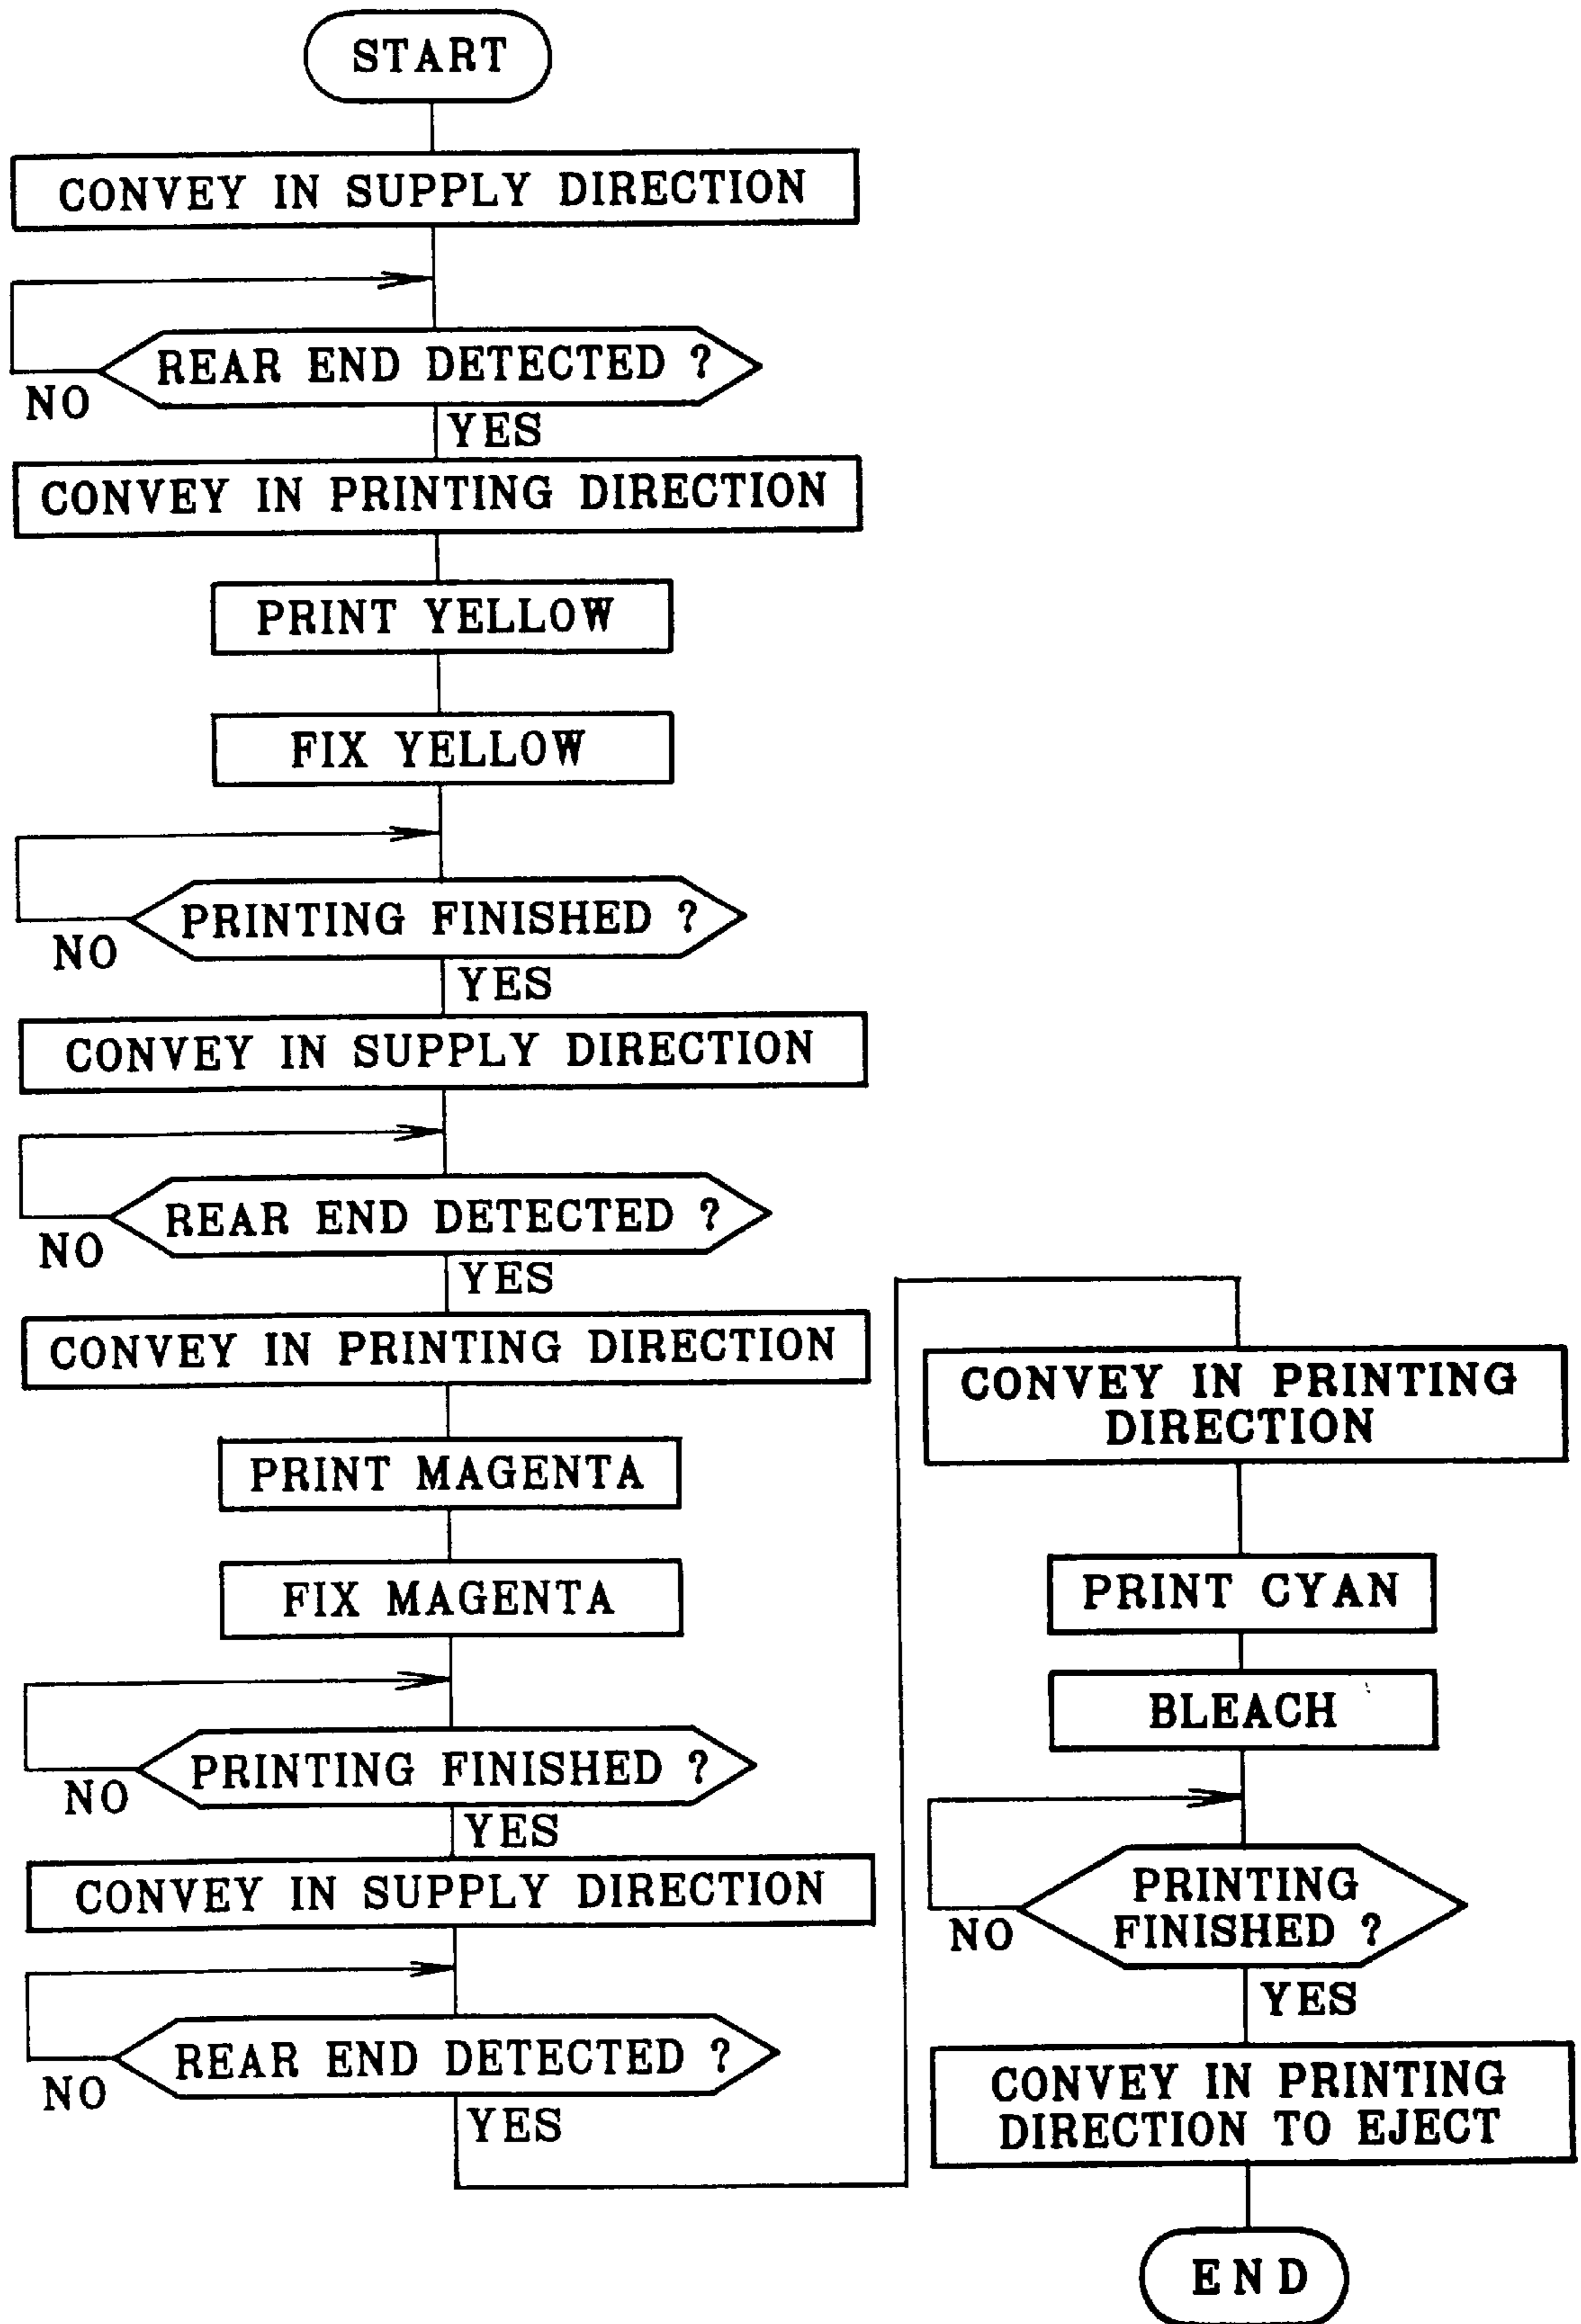 START
CONVEY IN SUPPLY DIRECTION
REAR END DETECTED ?
NO
YES
CONVEY IN PRINTING DIRECTION
PRINT YELLOW
FIX YELLOW
PRINTING FINISHED ?
NO
YES
CONVEY IN SUPPLY DIRECTION
REAR END DETECTED ?
NO
YES
CONVEY IN PRINTING DIRECTION
PRINT MAGENTA
FIX MAGENTA
PRINTING FINISHED ?
NO
YES
CONVEY IN SUPPLY DIRECTION
REAR END DETECTED ?
NO
YES
CONVEY IN PRINTING
DIRECTION
PRINT CYAN
BLEACH
PRINTING
FINISHED ?
NO
YES
CONVEY IN PRINTING
DIRECTION TO EJECT
END